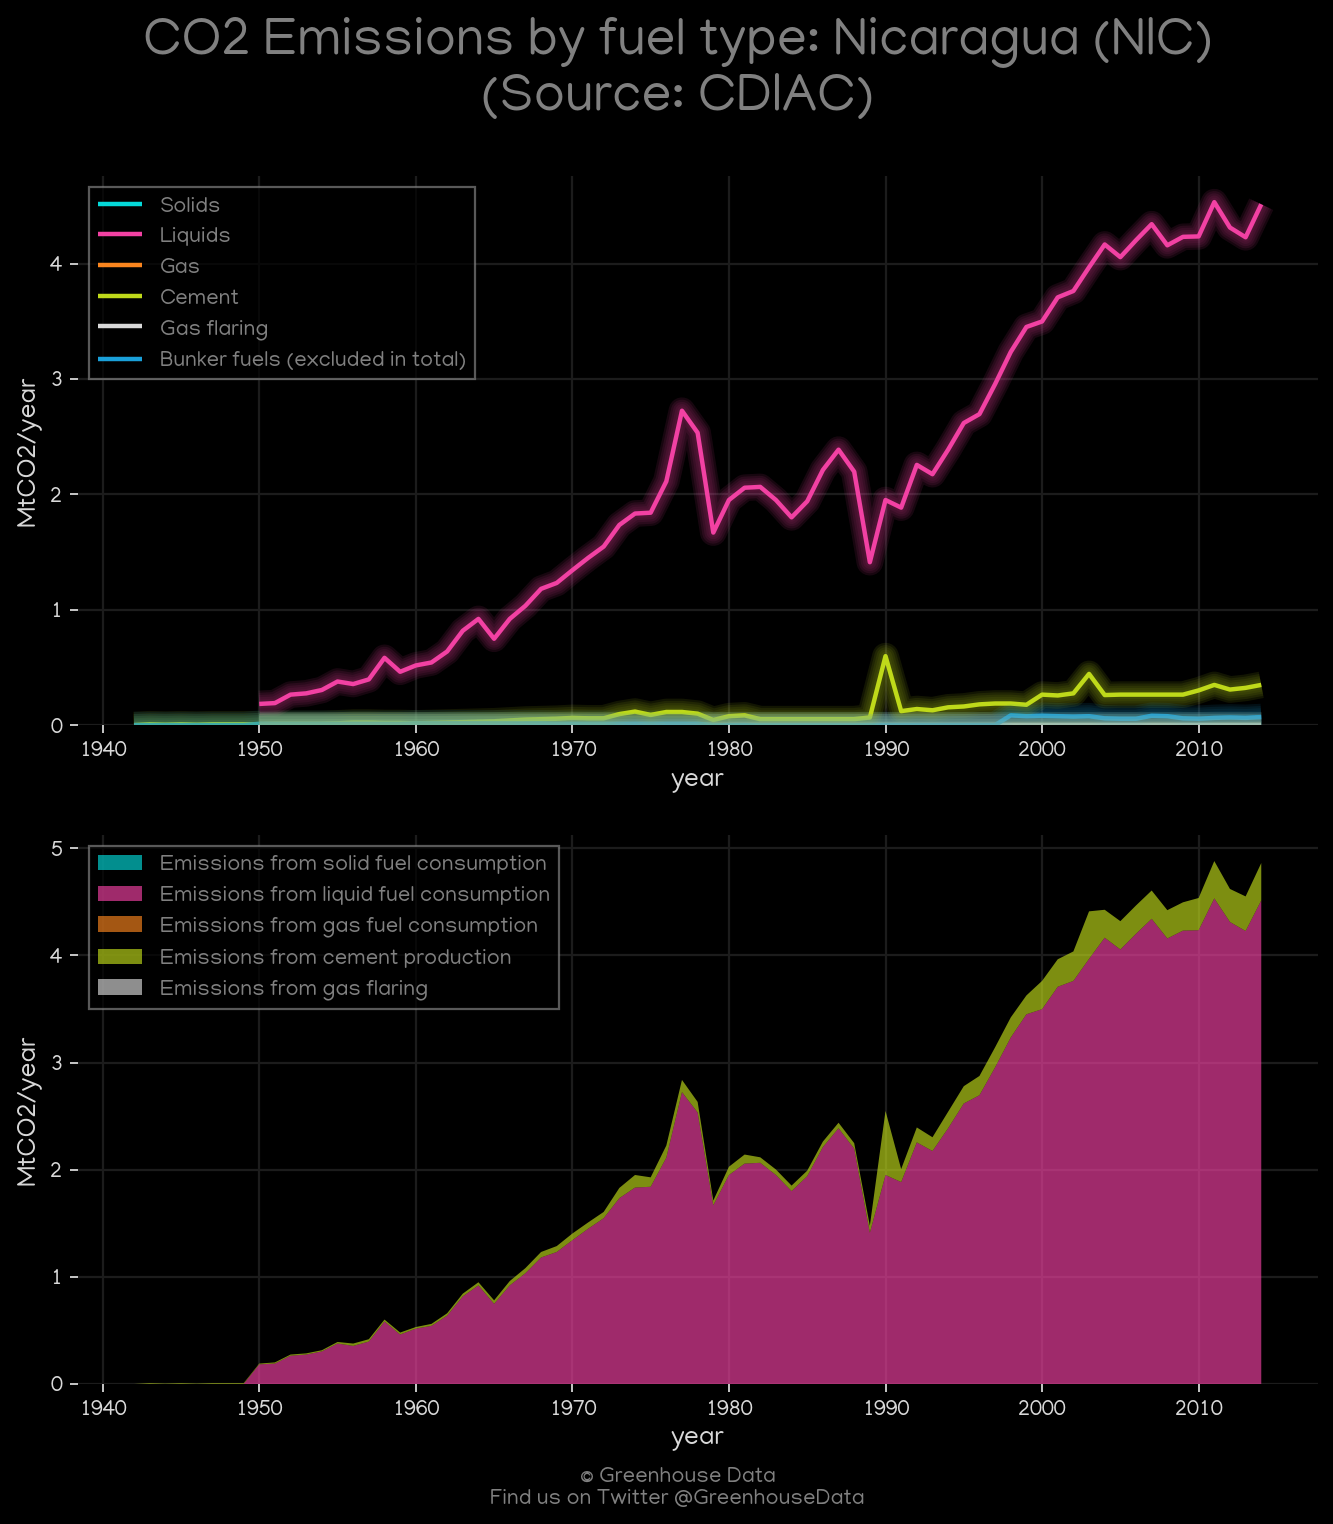 CO2 Emissions by fuel type: Nicaragua (NIC)
(Source: CDIAC)
Solids
Liquids
Gas
Cement
Gas flaring
Bunker fuels (excluded in total)
MtCO2/year
4
3
2
1
0
1940 1950 1960 1970 1980 1990 2000 2010
year
Emissions from solid fuel consumption
Emissions from liquid fuel consumption
Emissions from gas fuel consumption
Emissions from cement production
Emissions from gas flaring
MtCO2/year
5
4
3
2
1
0
1940 1950 1960 1970 1980 1990 2000 2010
year
© Greenhouse Data
Find us on Twitter @GreenhouseData